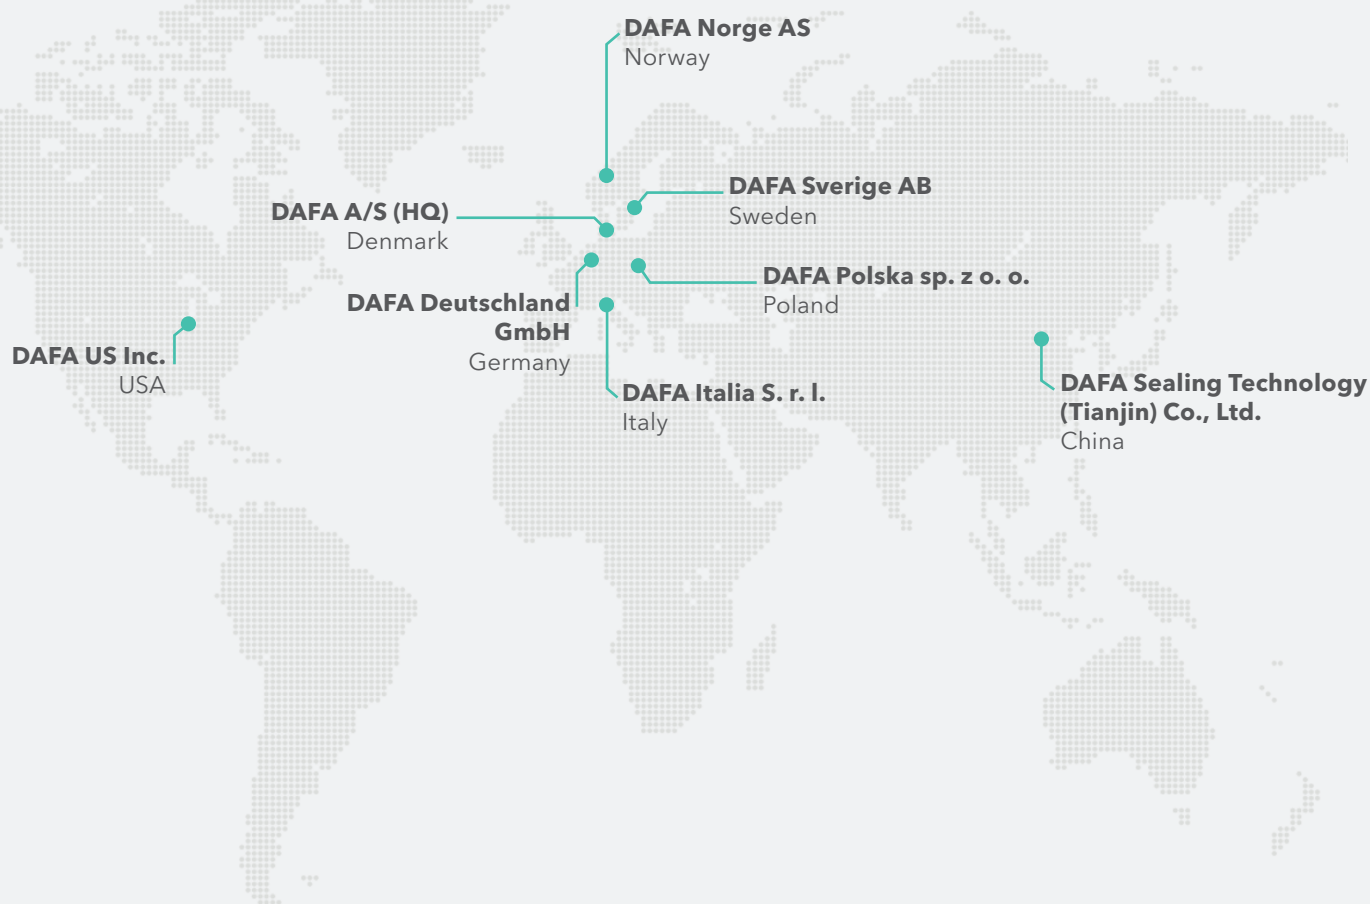 DAFA Norge AS
Norway
DAFA Sverige AB
Sweden
DAFA A/S (HQ)
Denmark
DAFA Polska sp. z o. o.
Poland
DAFA Deutschland
GmbH
Germany
DAFA US Inc.
USA
DAFA Italia S. r. l.
Italy
DAFA Sealing Technology
(Tianjin) Co., Ltd.
China